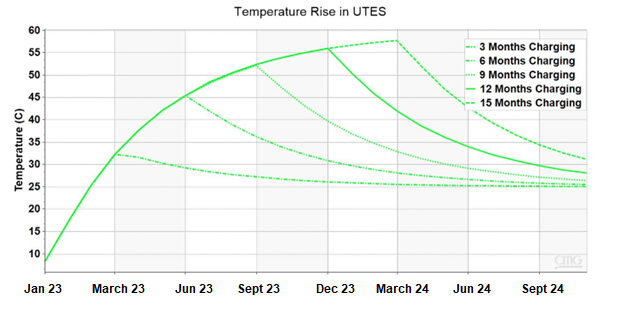 Temperature Rise in UTES
60
55
50
45
40
35
30
25
20
15
10
Temperature (C)
3 Months Charging
6 Months Charging
9 Months Charging
12 Months Charging
15 Months Charging
CMG
Jan 23 March 23 Jun 23 Sept 23 Dec 23 March 24 Jun 24 Sept 24